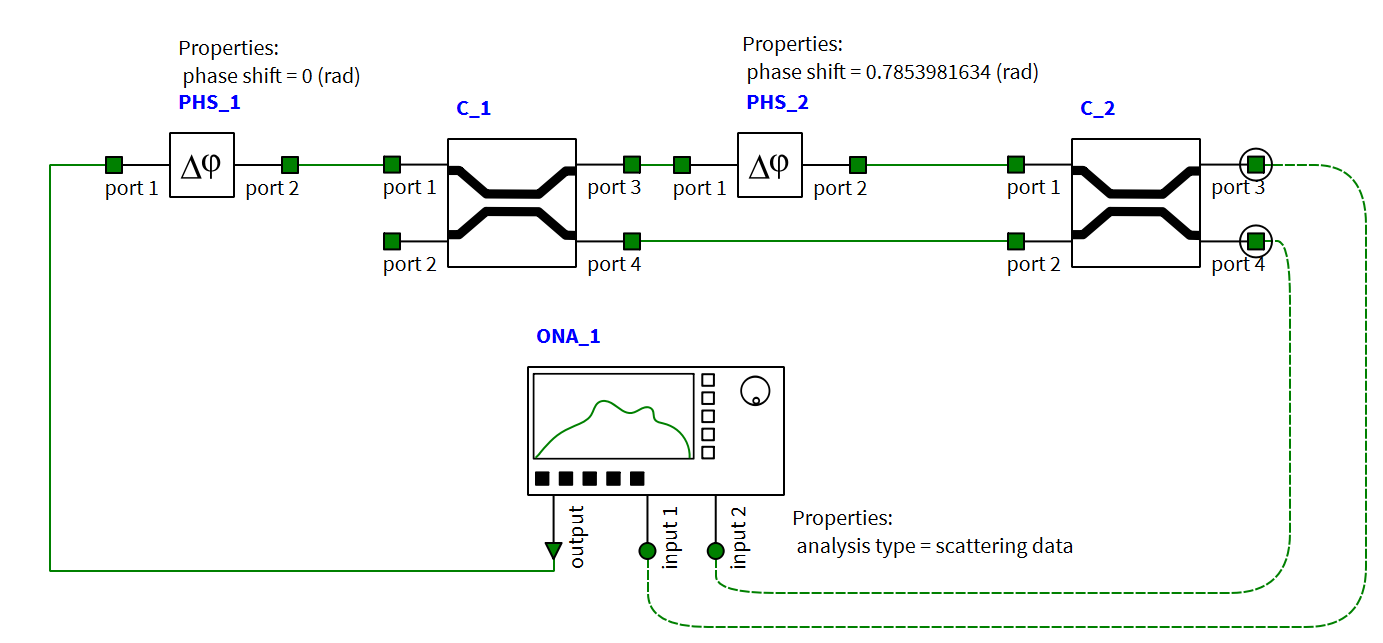 Properties:
phase shift = 0 (rad)
PHS_1
Δφ
port 1
port 2
C_1
port 1
port 2
port 3
port 4
Properties:
phase shift = 0.7853981634 (rad)
PHS_2
Δφ
port 1
port 2
C_2
port 1
port 2
port 3
port 4
ONA_1
output
input 1
input 2
Properties:
analysis type = scattering data